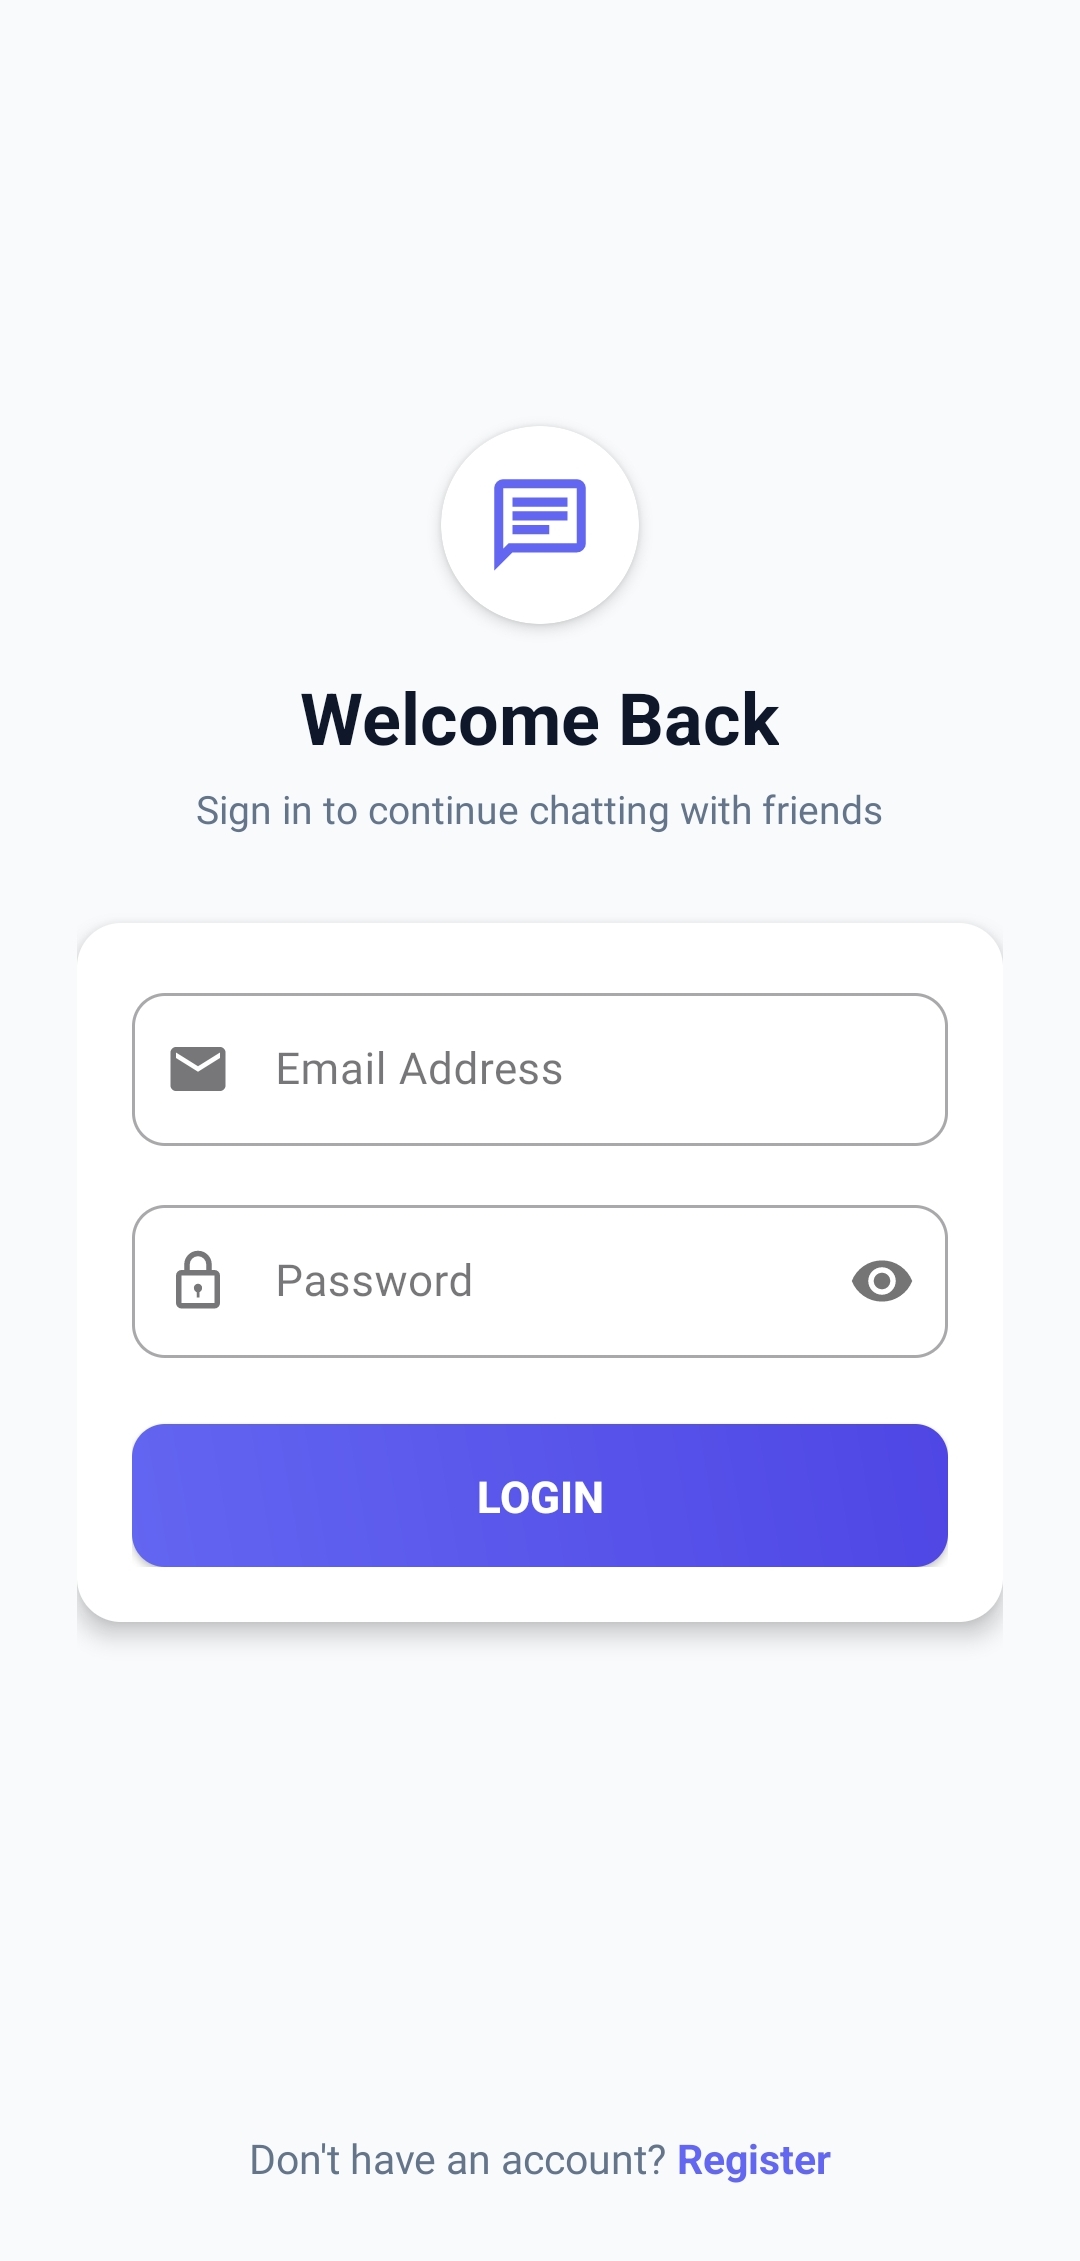 Welcome Back
Sign in to continue chatting with friends
Email Address
Password
LOGIN
Don't have an account? Register